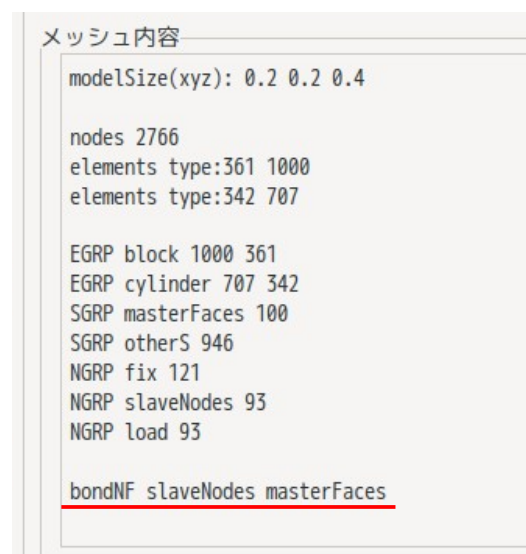 メッシュ内容
modelSize(xyz): 0.2 0.2 0.4
nodes 2766
elements type:361 1000
elements type:342 707
EGRP block 1000 361
EGRP cylinder 707 342
SGRP masterFaces 100
SGRP otherS 946
NGRP fix 121
NGRP slaveNodes 93
NGRP load 93
bondNF slaveNodes masterFaces